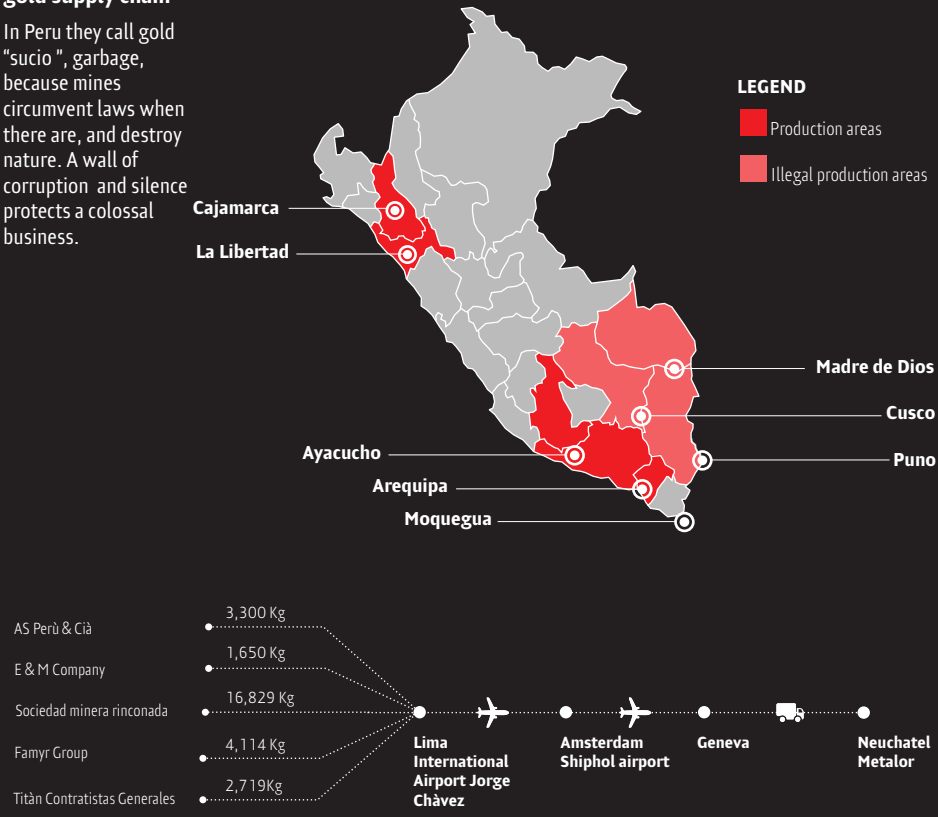 gold supply chain
In Peru they call gold
“sucio ”, garbage,
because mines
circumvent laws when
there are, and destroy
nature. A wall of
corruption and silence
protects a colossal
business.
LEGEND
Production areas
Illegal production areas
Cajamarca
La Libertad
Madre de Dios
Cusco
Puno
Ayacucho
Arequipa
Moquegua
AS Perù & Cià
3,300 Kg
E & M Company
1,650 Kg
Sociedad minera rinconada
16,829 Kg
Famyr Group
4,114 Kg
Titàn Contratistas Generales
2,719Kg
Lima
International
Airport Jorge
Chàvez
Amsterdam
Shiphol airport
Geneva
Neuchatel
Metalor